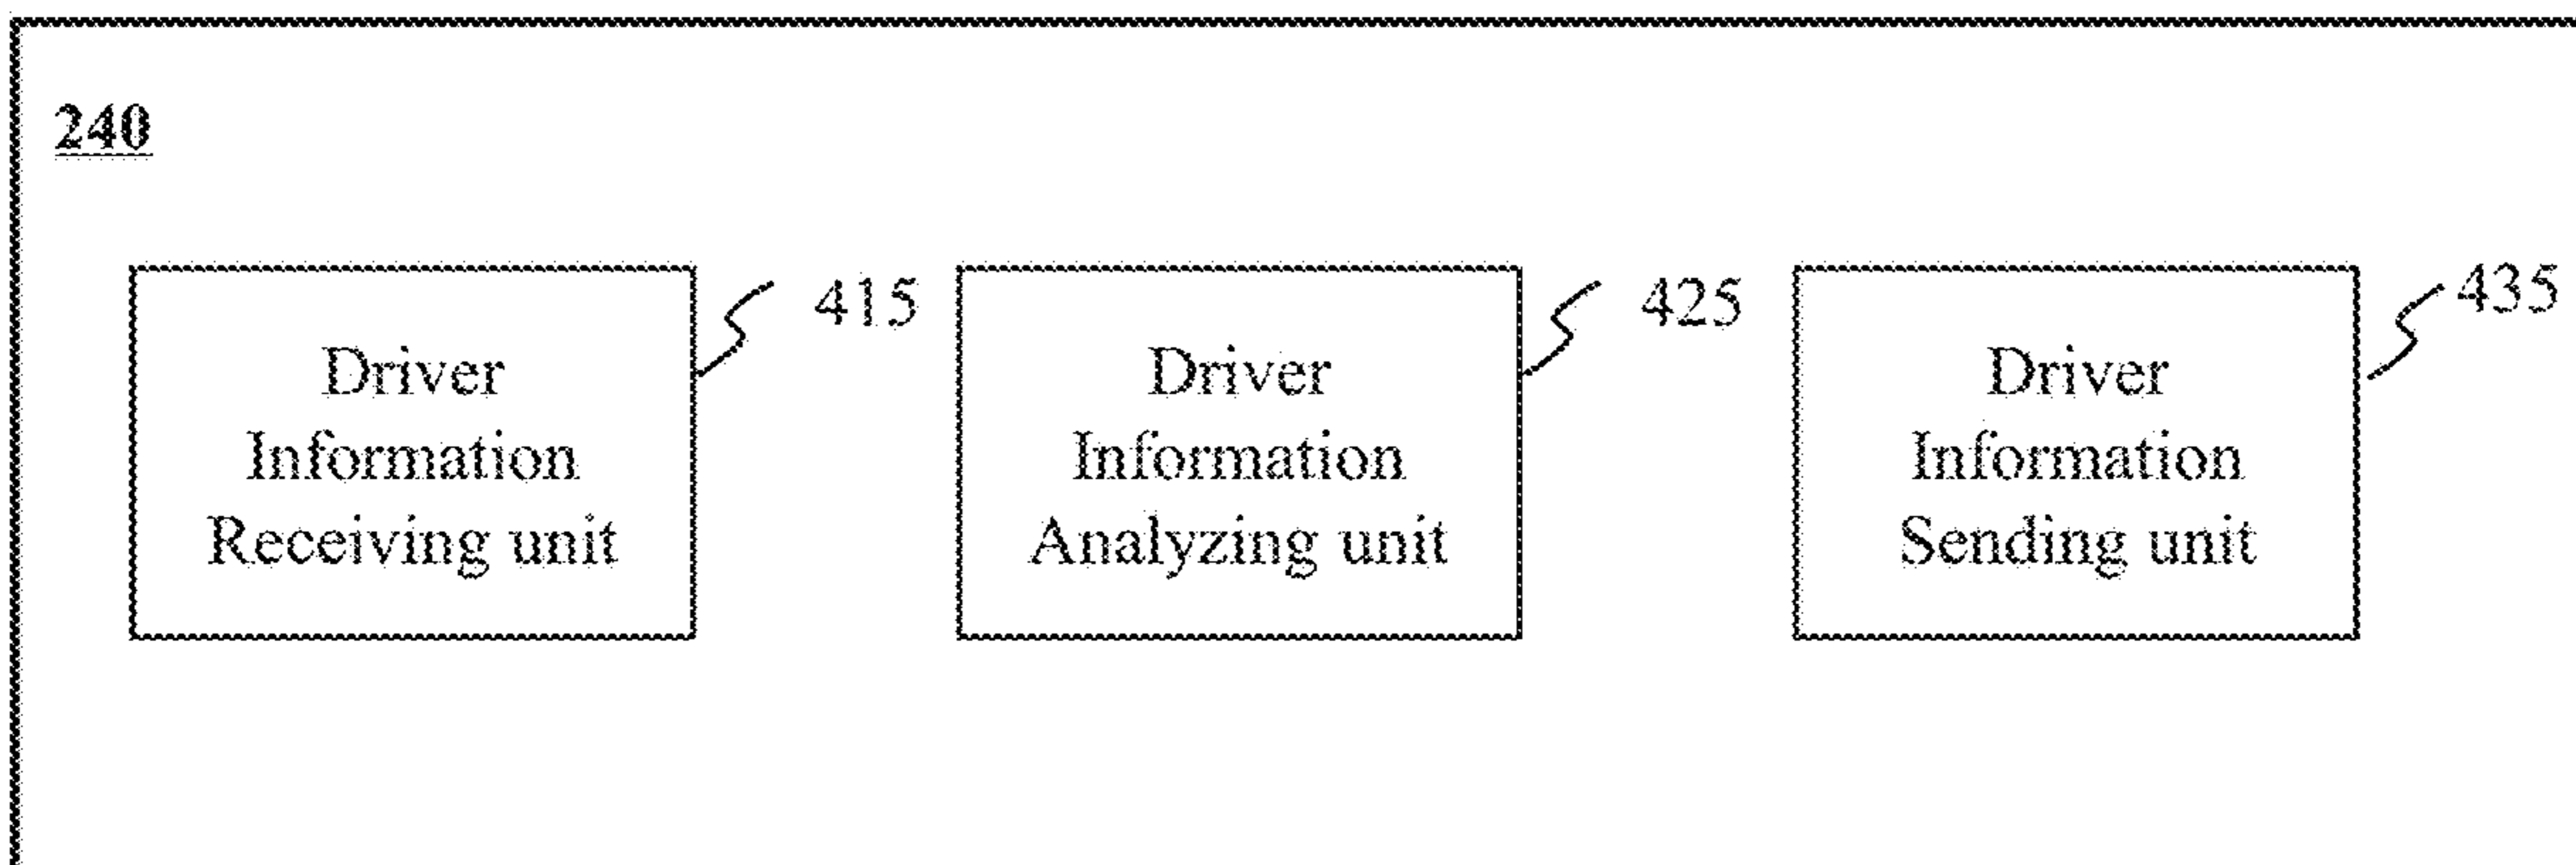 240
415
Driver
Information
Receiving unit
425
Driver
Information
Analyzing unit
435
Driver
Information
Sending unit